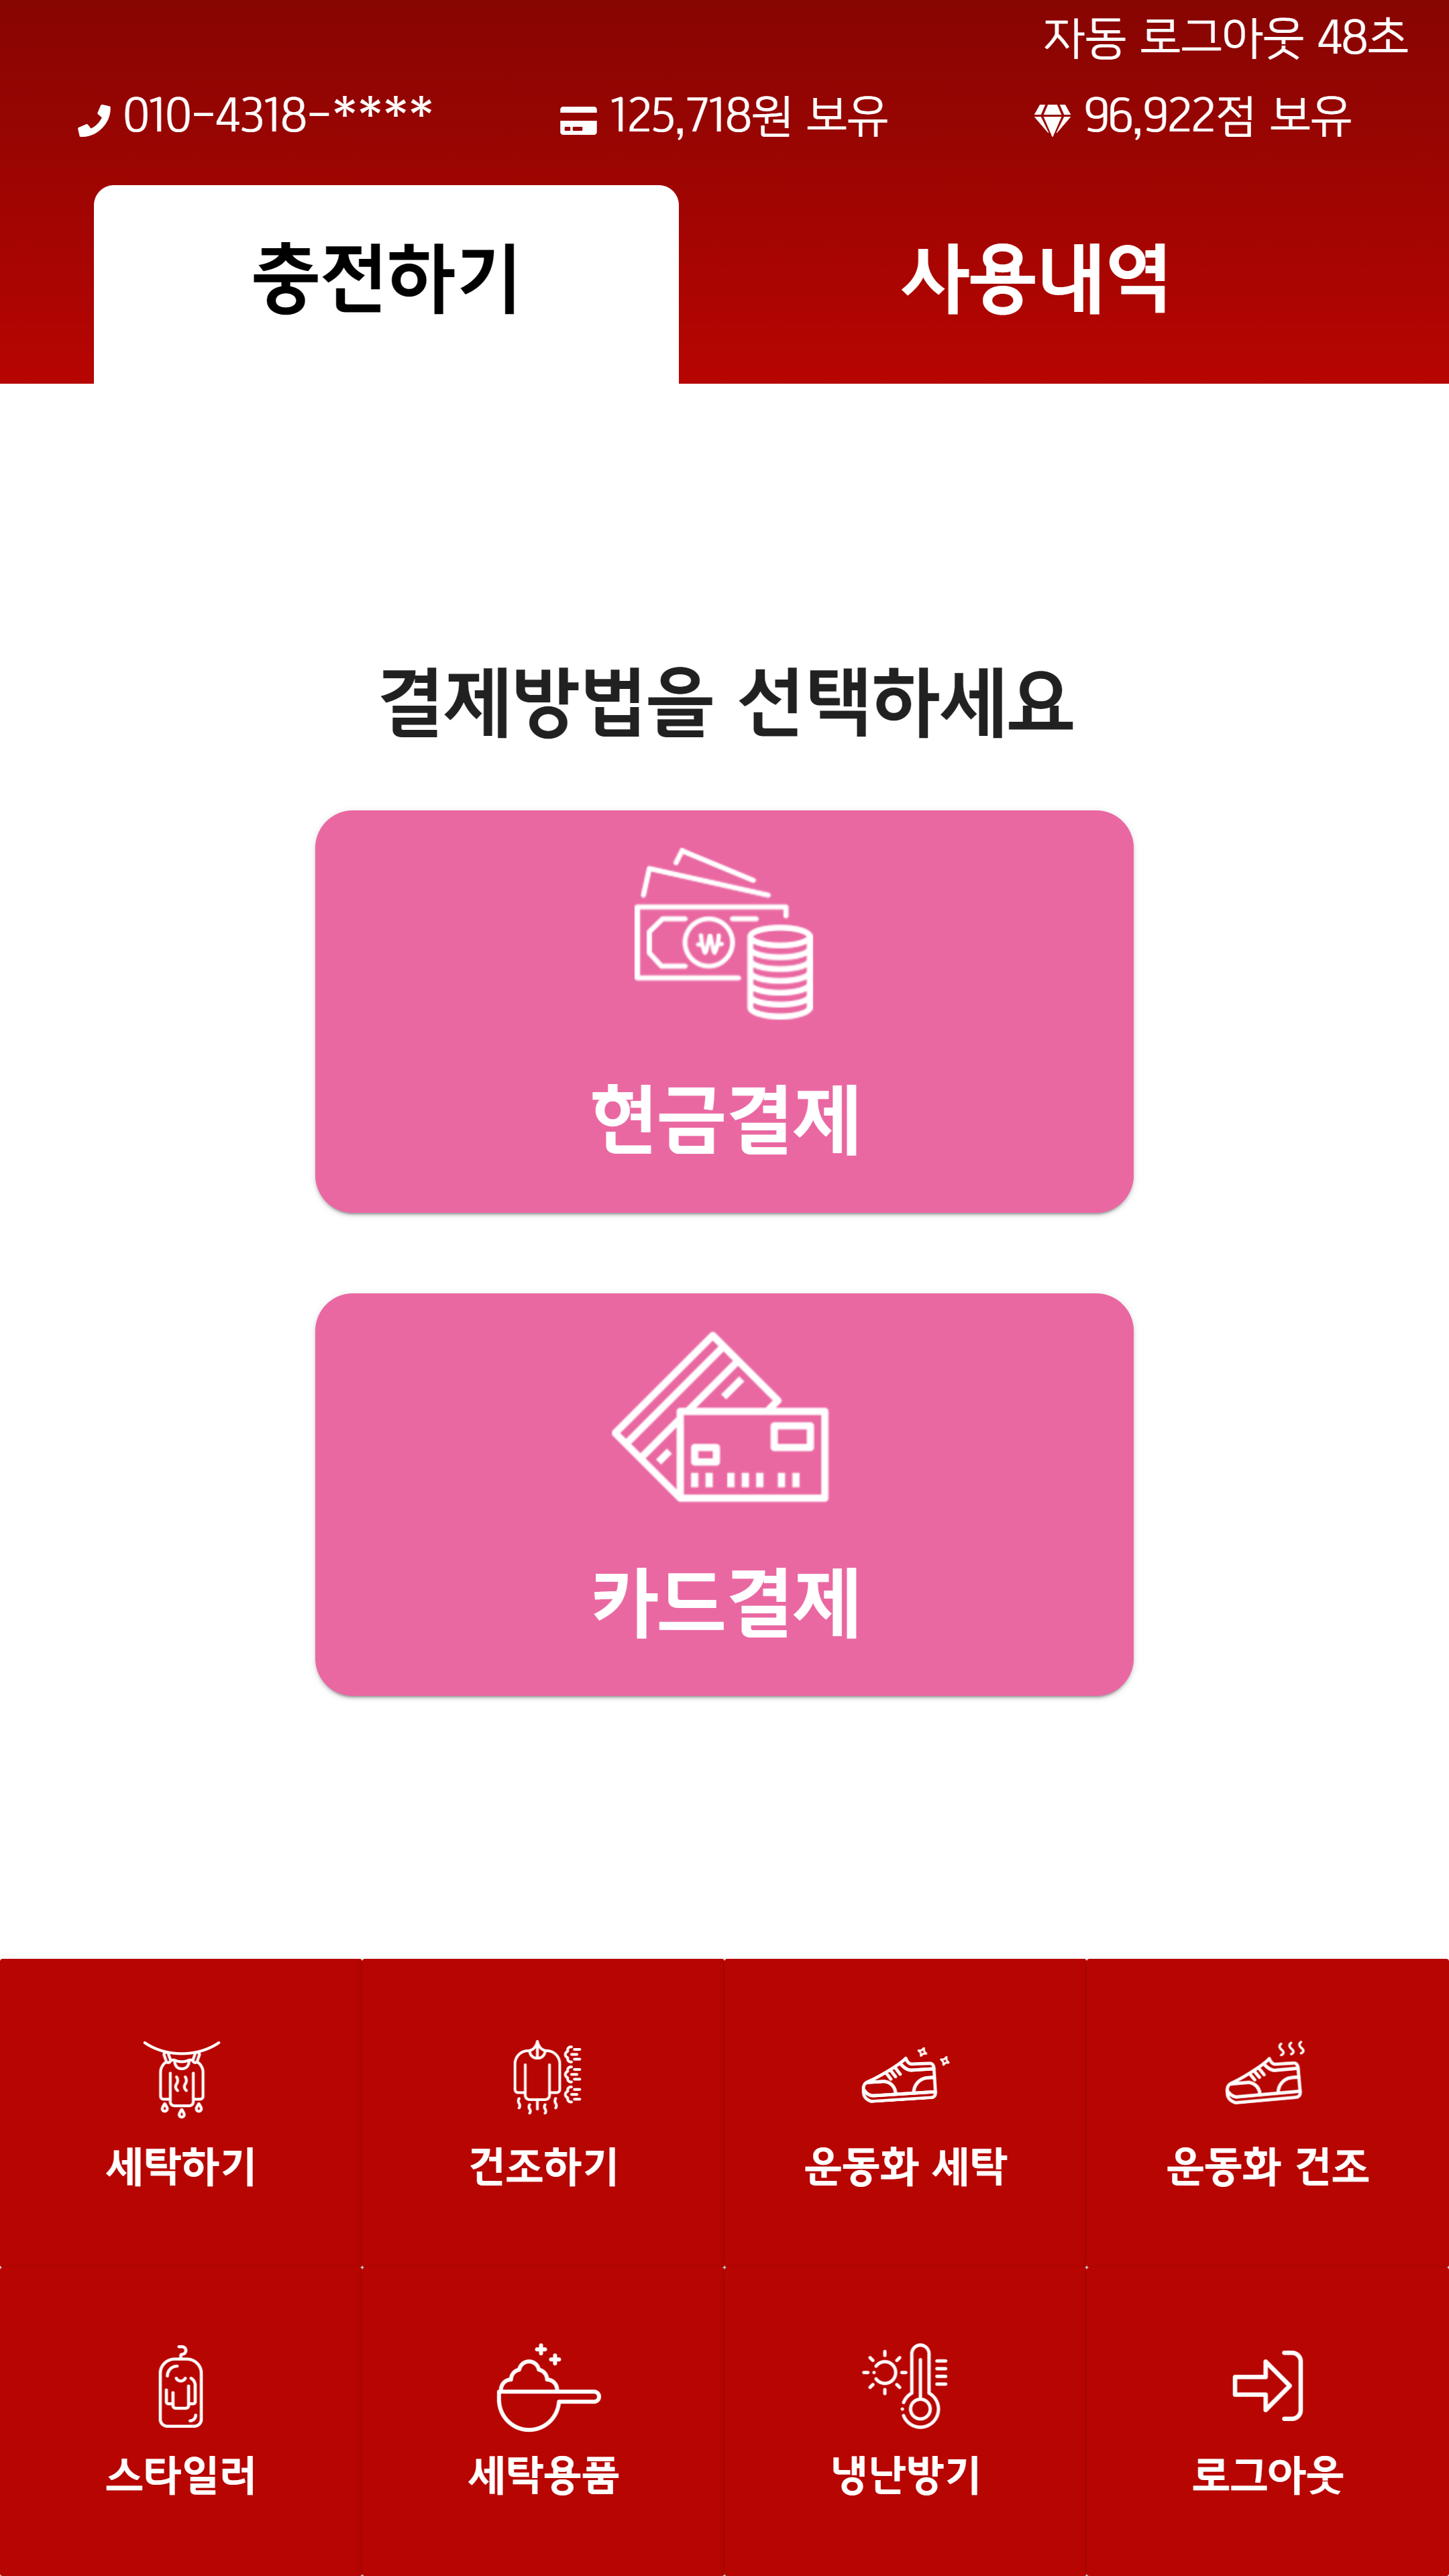 자동 로그아웃 48초
010-4318-**** 125,718원 보유 96,922점 보유
충전하기 사용내역
결제방법을 선택하세요
₩
현금결제
카드결제
세탁하기 건조하기 운동화 세탁 운동화 건조
스타일러 세탁용품 냉난방기 로그아웃